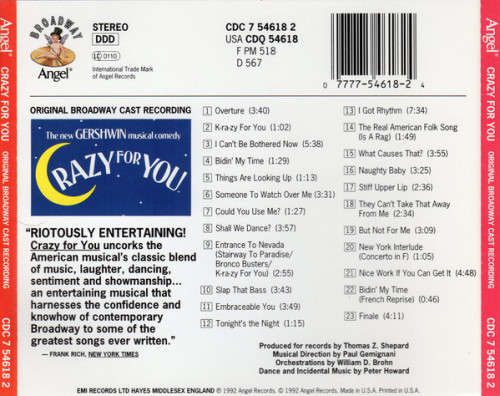 Angel®
CRAZY FOR YOU
ORIGINAL BROADWAY CAST RECORDING
CDC 7 54618 2
BROADWAY
Angel®
STEREO
DDD
LC 0110
International Trade Mark
of Angel Records
CDC 7 54618 2
USA CDQ 54618
F PM 518
D 567
0 7777-54618-2 4
ORIGINAL BROADWAY CAST RECORDING
The new GERSHWIN musical comedy
CRAZY FOR YOU
"RIOTOUSLY ENTERTAINING!
Crazy for You uncorks the
American musical's classic blend
of music, laughter, dancing,
sentiment and showmanship...
an entertaining musical that
harnesses the confidence and
knowhow of contemporary
Broadway to some of the
greatest songs ever written."
— FRANK RICH, NEW YORK TIMES
1 Overture (3:40)
2 K-ra-zy For You (1:02)
3 I Can't Be Bothered Now (5:38)
4 Bidin' My Time (1:29)
5 Things Are Looking Up (1:13)
6 Someone To Watch Over Me (3:31)
7 Could You Use Me? (1:27)
8 Shall We Dance? (3:51)
9 Entrance To Nevada
(Stairway To Paradise/
Bronco Busters/
K-ra-zy For You) (2:55)
10 Slap That Bass (3:34)
11 Embraceable You (3:49)
12 Tonight's the Night (1:15)
13 I Got Rhythm (7:34)
14 The Real American Folk Song
(Is A Rag) (1:49)
15 What Causes That? (3:55)
16 Naughty Baby (3:25)
17 Stiff Upper Lip (2:36)
18 They Can't Take That Away
From Me (2:34)
19 But Not For Me (3:09)
20 New York Interlude
(Concerto in F) (1:05)
21 Nice Work If You Can Get It (4:48)
22 Bidin' My Time
(French Reprise) (0:46)
23 Finale (4:11)
Produced for records by Thomas Z. Shepard
Musical Direction by Paul Gemignani
Orchestrations by William D. Brohn
Dance and Incidental Music by Peter Howard
EMI RECORDS LTD HAYES MIDDLESEX ENGLAND ℗ 1992 Angel Records. © 1992 Angel Records. Made in U.S.A. Printed in U.S.A.
Angel®
CRAZY FOR YOU
ORIGINAL BROADWAY CAST RECORDING
CDC 7 54618 2